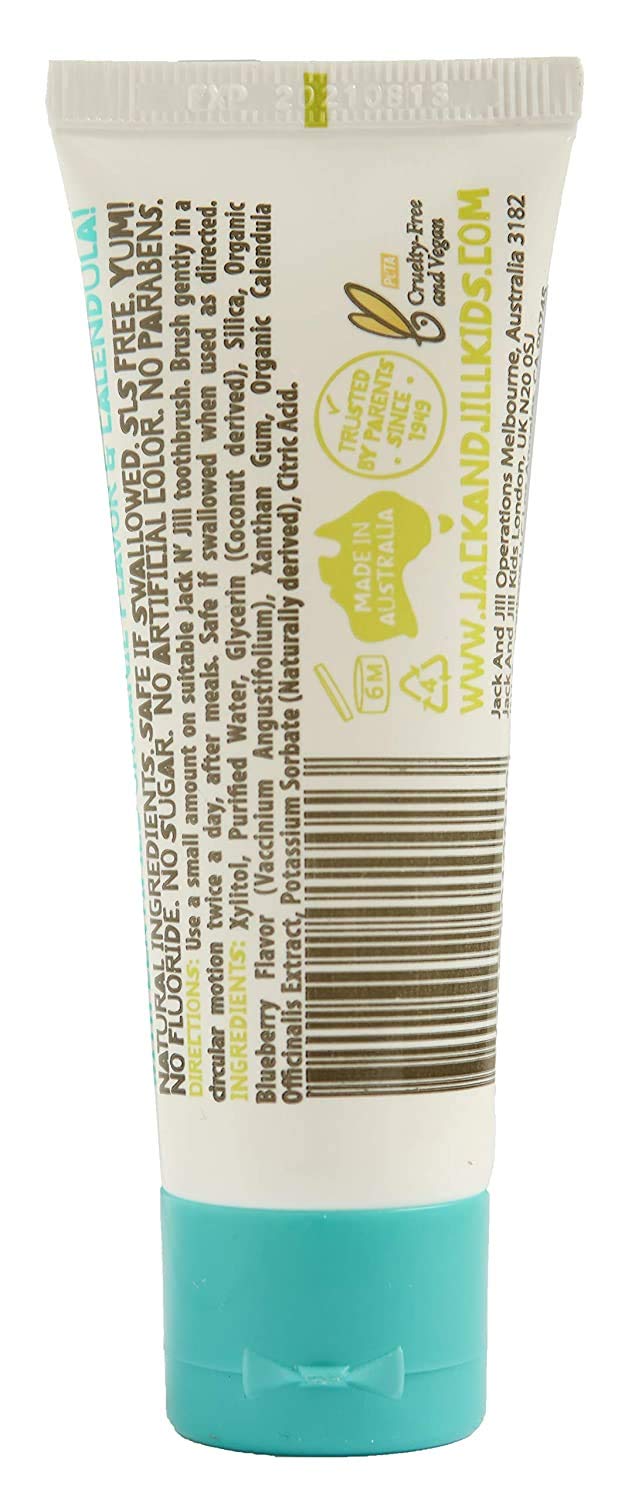 EXP 20210813
ORGANIC FLAVOR & CALENDULA!
NATURAL INGREDIENTS. SAFE IF SWALLOWED. SLS FREE. YUM!
NO FLUORIDE. NO SUGAR. NO ARTIFICIAL COLOR. NO PARABENS.
DIRECTIONS: Use a small amount on suitable Jack N' Jill toothbrush. Brush gently in a
circular motion twice a day, after meals. Safe if swallowed when used as directed.
INGREDIENTS: Xylitol, Purified Water, Glycerin (Coconut derived), Silica, Organic
Blueberry Flavor (Vaccinium Angustifolium), Xanthan Gum, Organic Calendula
Officinalis Extract, Potassium Sorbate (Naturally derived), Citric Acid.
6M
4
MADE IN
AUSTRALIA
TRUSTED
BY PARENTS
SINCE
1949
PETA
Cruelty-Free
and Vegan
WWW.JACKANDJILLKIDS.COM
Jack And Jill Operations Melbourne, Australia 3182
Jack And Jill Kids London, UK N20 0SJ